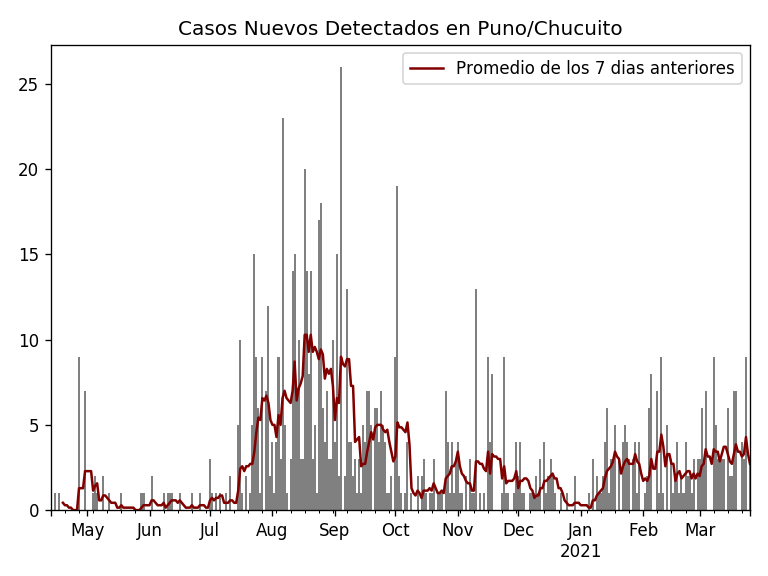 Casos Nuevos Detectados en Puno/Chucuito
Promedio de los 7 dias anteriores
25
20
15
10
5
0
May Jun Jul Aug Sep Oct Nov Dec Jan Feb Mar
2021